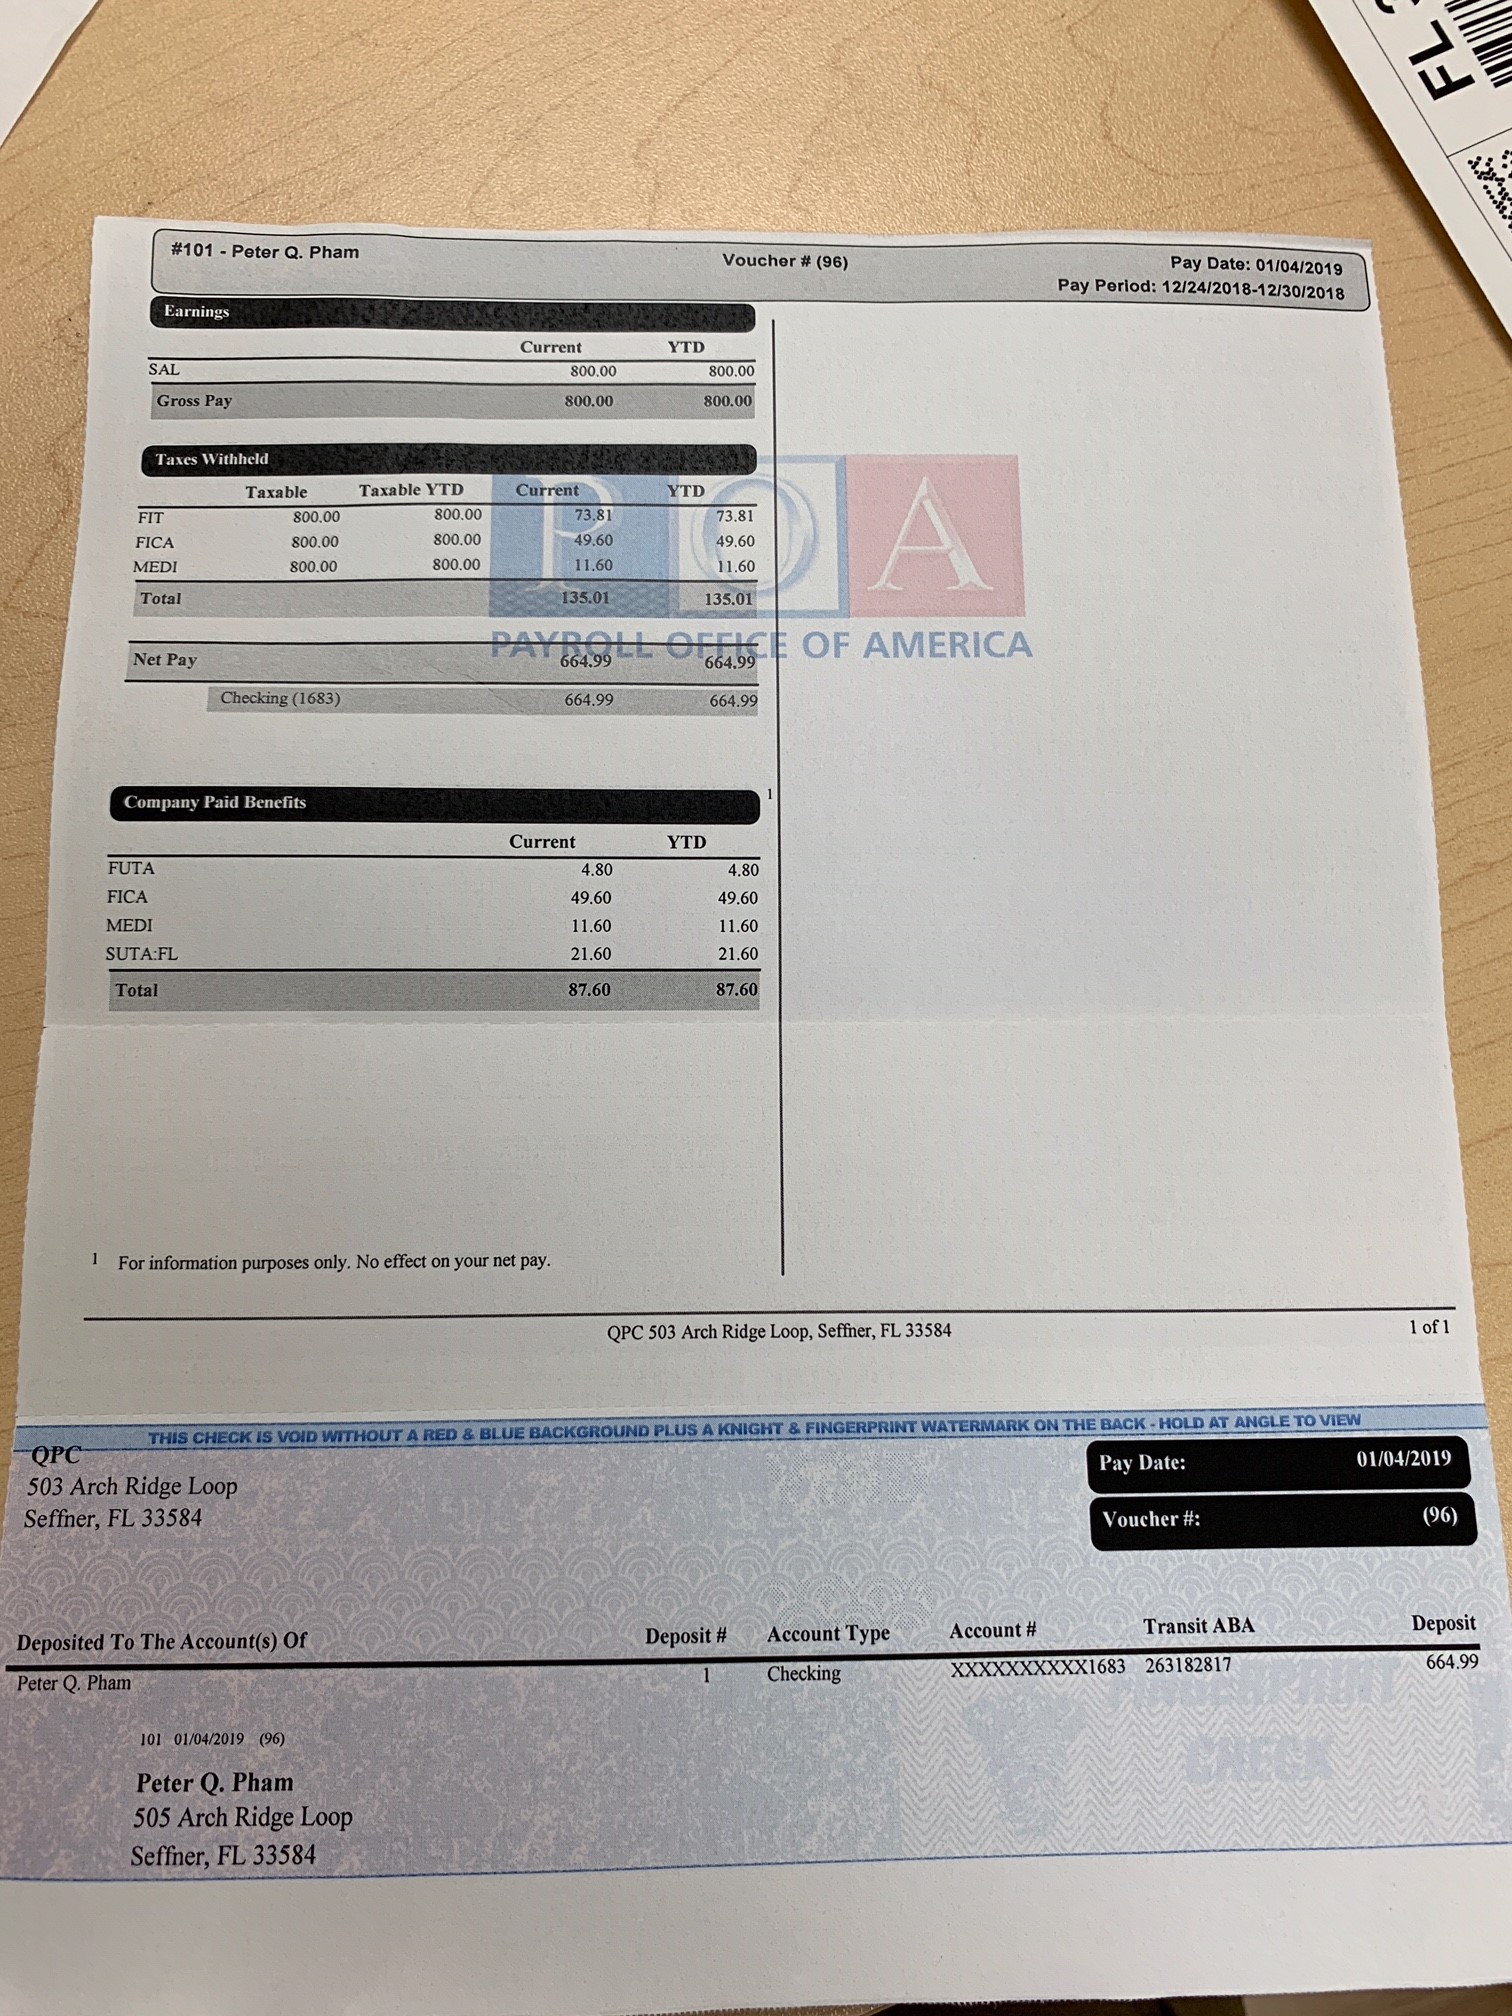 FL
#101 - Peter Q. Pham Voucher # (96) Pay Date: 01/04/2019
Pay Period: 12/24/2018-12/30/2018
Earnings
Current YTD
SAL 800.00 800.00
Gross Pay 800.00 800.00
Taxes Withheld
Taxable Taxable YTD Current YTD
FIT 800.00 800.00 73.81 73.81
FICA 800.00 800.00 49.60 49.60
MEDI 800.00 800.00 11.60 11.60
Total 135.01 135.01
POA
PAYROLL OFFICE OF AMERICA
Net Pay 664.99 664.99
Checking (1683) 664.99 664.99
Company Paid Benefits 1
Current YTD
FUTA 4.80 4.80
FICA 49.60 49.60
MEDI 11.60 11.60
SUTA:FL 21.60 21.60
Total 87.60 87.60
1 For information purposes only. No effect on your net pay.
QPC 503 Arch Ridge Loop, Seffner, FL 33584 1 of 1
THIS CHECK IS VOID WITHOUT A RED & BLUE BACKGROUND PLUS A KNIGHT & FINGERPRINT WATERMARK ON THE BACK - HOLD AT ANGLE TO VIEW
QPC
503 Arch Ridge Loop
Seffner, FL 33584
Pay Date: 01/04/2019
Voucher #: (96)
Deposited To The Account(s) Of Deposit # Account Type Account # Transit ABA Deposit
Peter Q. Pham 1 Checking XXXXXXXXXX1683 263182817 664.99
FINGERPRINT
CHECK
101 01/04/2019 (96)
Peter Q. Pham
505 Arch Ridge Loop
Seffner, FL 33584